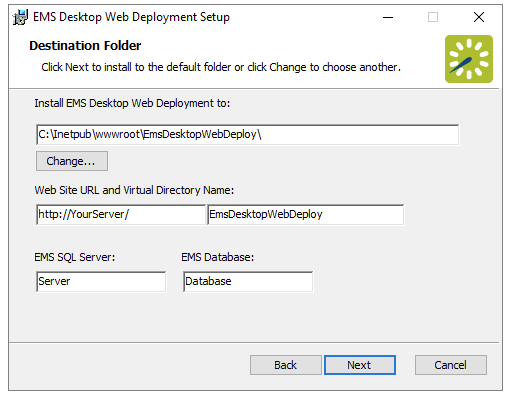 EMS Desktop Web Deployment Setup
Destination Folder
Click Next to install to the default folder or click Change to choose another.
Install EMS Desktop Web Deployment to:
C:\Inetpub\wwwroot\EmsDesktopWebDeploy\
Change...
Web Site URL and Virtual Directory Name:
http://YourServer/ EmsDesktopWebDeploy
EMS SQL Server: EMS Database:
Server Database
Back Next Cancel